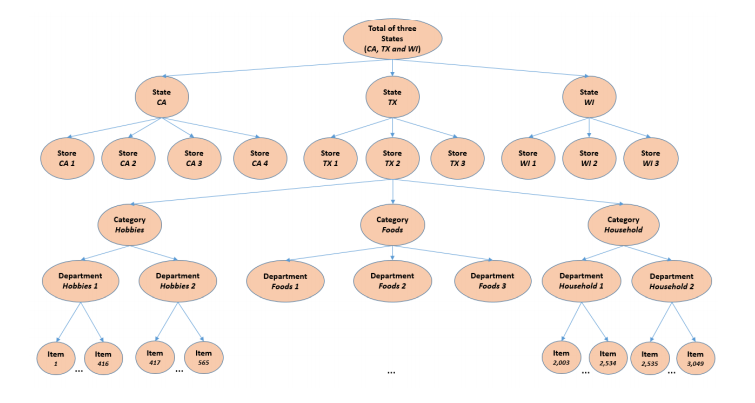 Total of three
States
(CA, TX and WI)
State
CA
State
TX
State
WI
Store
CA 1
Store
CA 2
Store
CA 3
Store
CA 4
Store
TX 1
Store
TX 2
Store
TX 3
Store
WI 1
Store
WI 2
Store
WI 3
Category
Hobbies
Category
Foods
Category
Household
Department
Hobbies 1
Department
Hobbies 2
Department
Foods 1
Department
Foods 2
Department
Foods 3
Department
Household 1
Department
Household 2
Item
1
...
Item
416
Item
417
...
Item
565
...
Item
2,003
...
Item
2,534
Item
2,535
...
Item
3,049